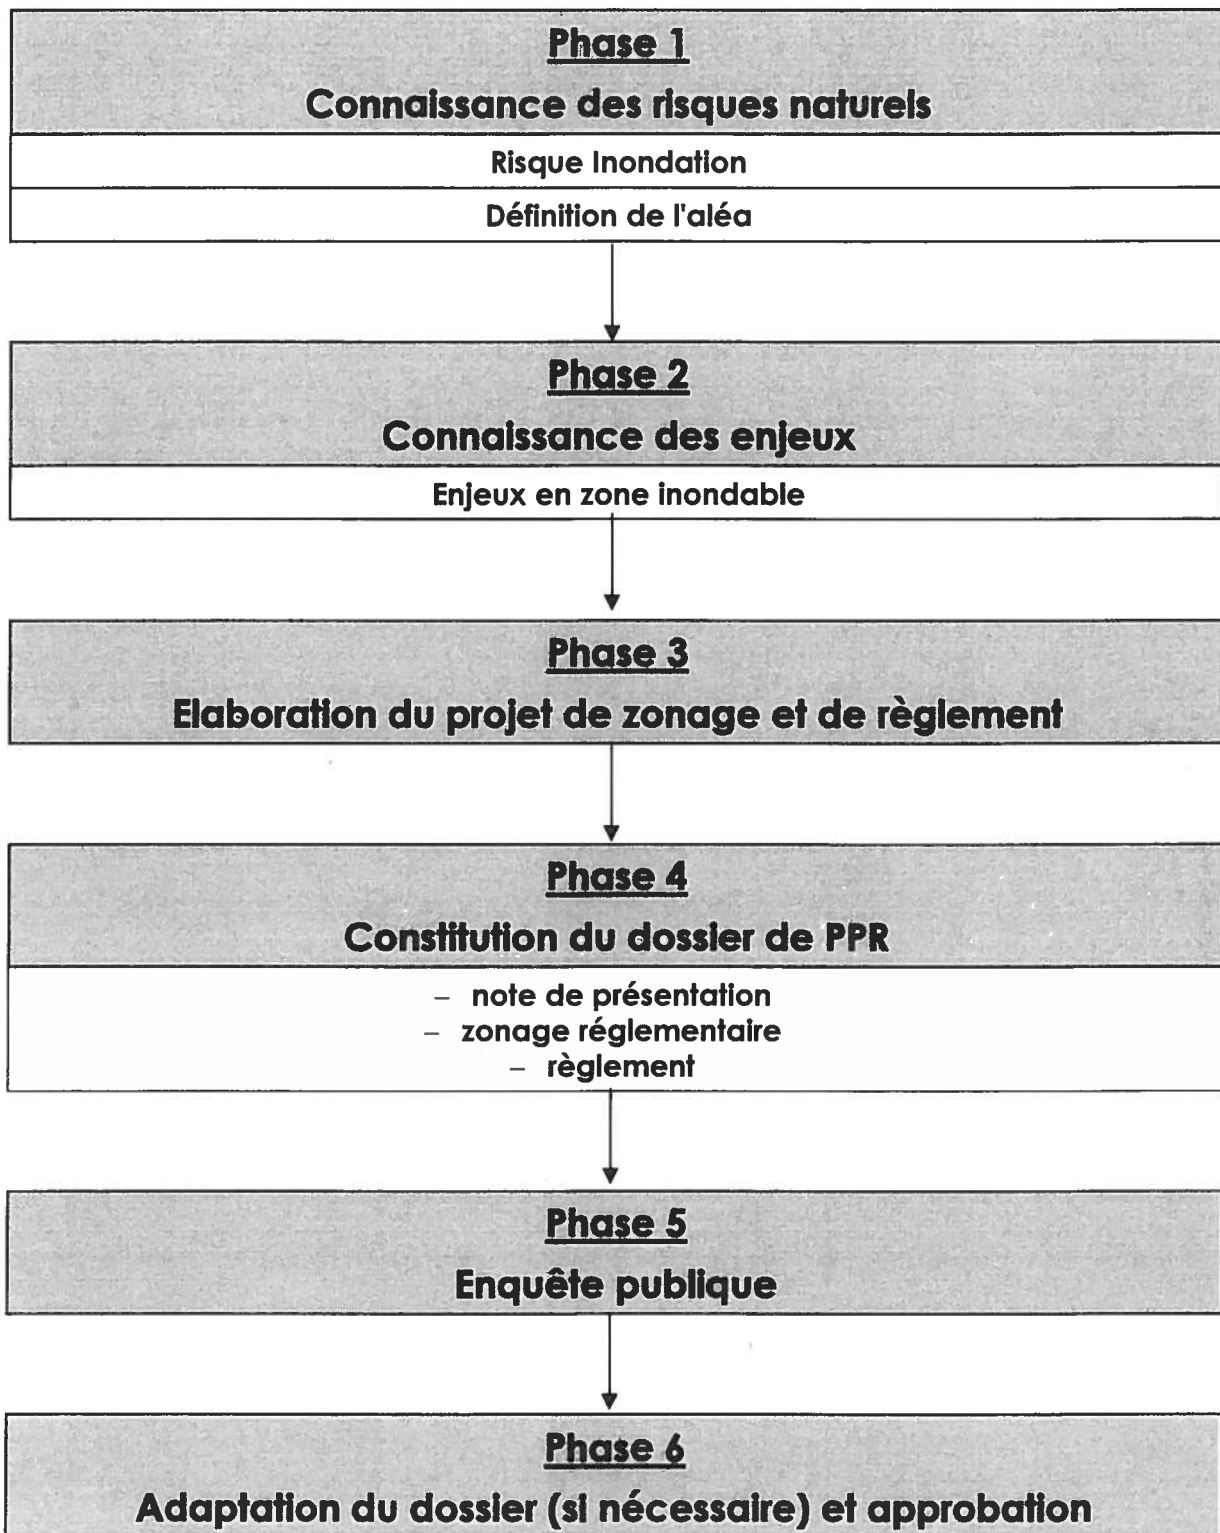 Phase 1
Connaissance des risques naturels
Risque Inondation
Définition de l'aléa
Phase 2
Connaissance des enjeux
Enjeux en zone inondable
Phase 3
Elaboration du projet de zonage et de règlement
Phase 4
Constitution du dossier de PPR
– note de présentation
– zonage réglementaire
– règlement
Phase 5
Enquête publique
Phase 6
Adaptation du dossier (si nécessaire) et approbation